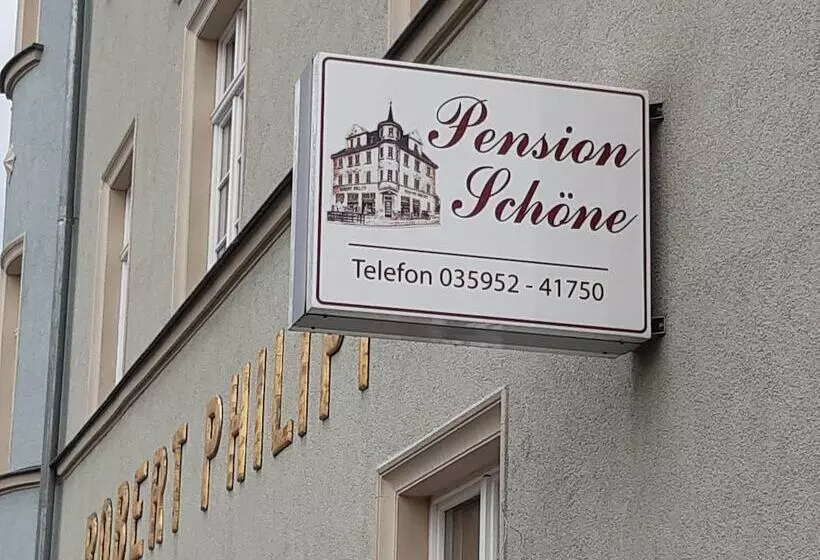 Pension
Schöne
Telefon 035952 - 41750
ROBERT PHILIPP